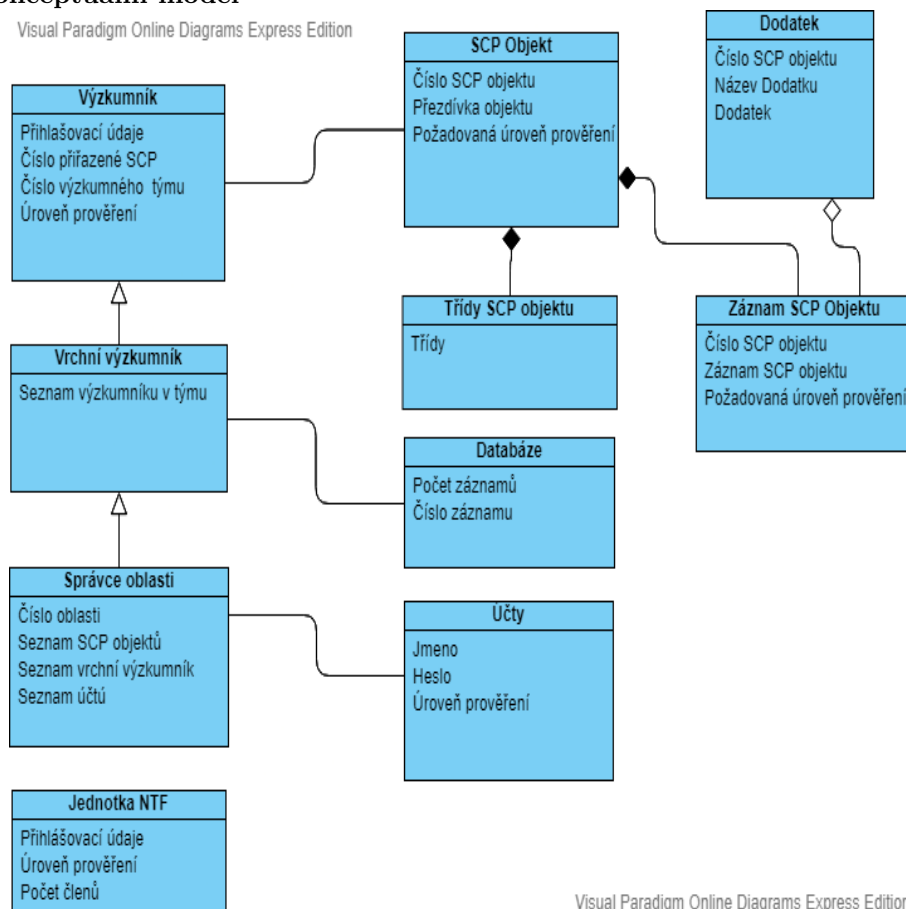 onceptuální model
Visual Paradigm Online Diagrams Express Edition
Výzkumník
Přihlašovací údaje
Číslo přiřazené SCP
Číslo výzkumného týmu
Úroveň prověření
SCP Objekt
Číslo SCP objektu
Přezdívka objektu
Požadovaná úroveň prověření
Dodatek
Číslo SCP objektu
Název Dodatku
Dodatek
Třídy SCP objektu
Třídy
Záznam SCP Objektu
Číslo SCP objektu
Záznam SCP objektu
Požadovaná úroveň prověření
Vrchní výzkumník
Seznam výzkumníku v týmu
Databáze
Počet záznamů
Číslo záznamu
Správce oblasti
Číslo oblasti
Seznam SCP objektů
Seznam vrchní výzkumník
Seznam účtú
Účty
Jmeno
Heslo
Úroveň prověření
Jednotka NTF
Přihlášovací údaje
Úroveň prověření
Počet členů
Visual Paradigm Online Diagrams Express Edition